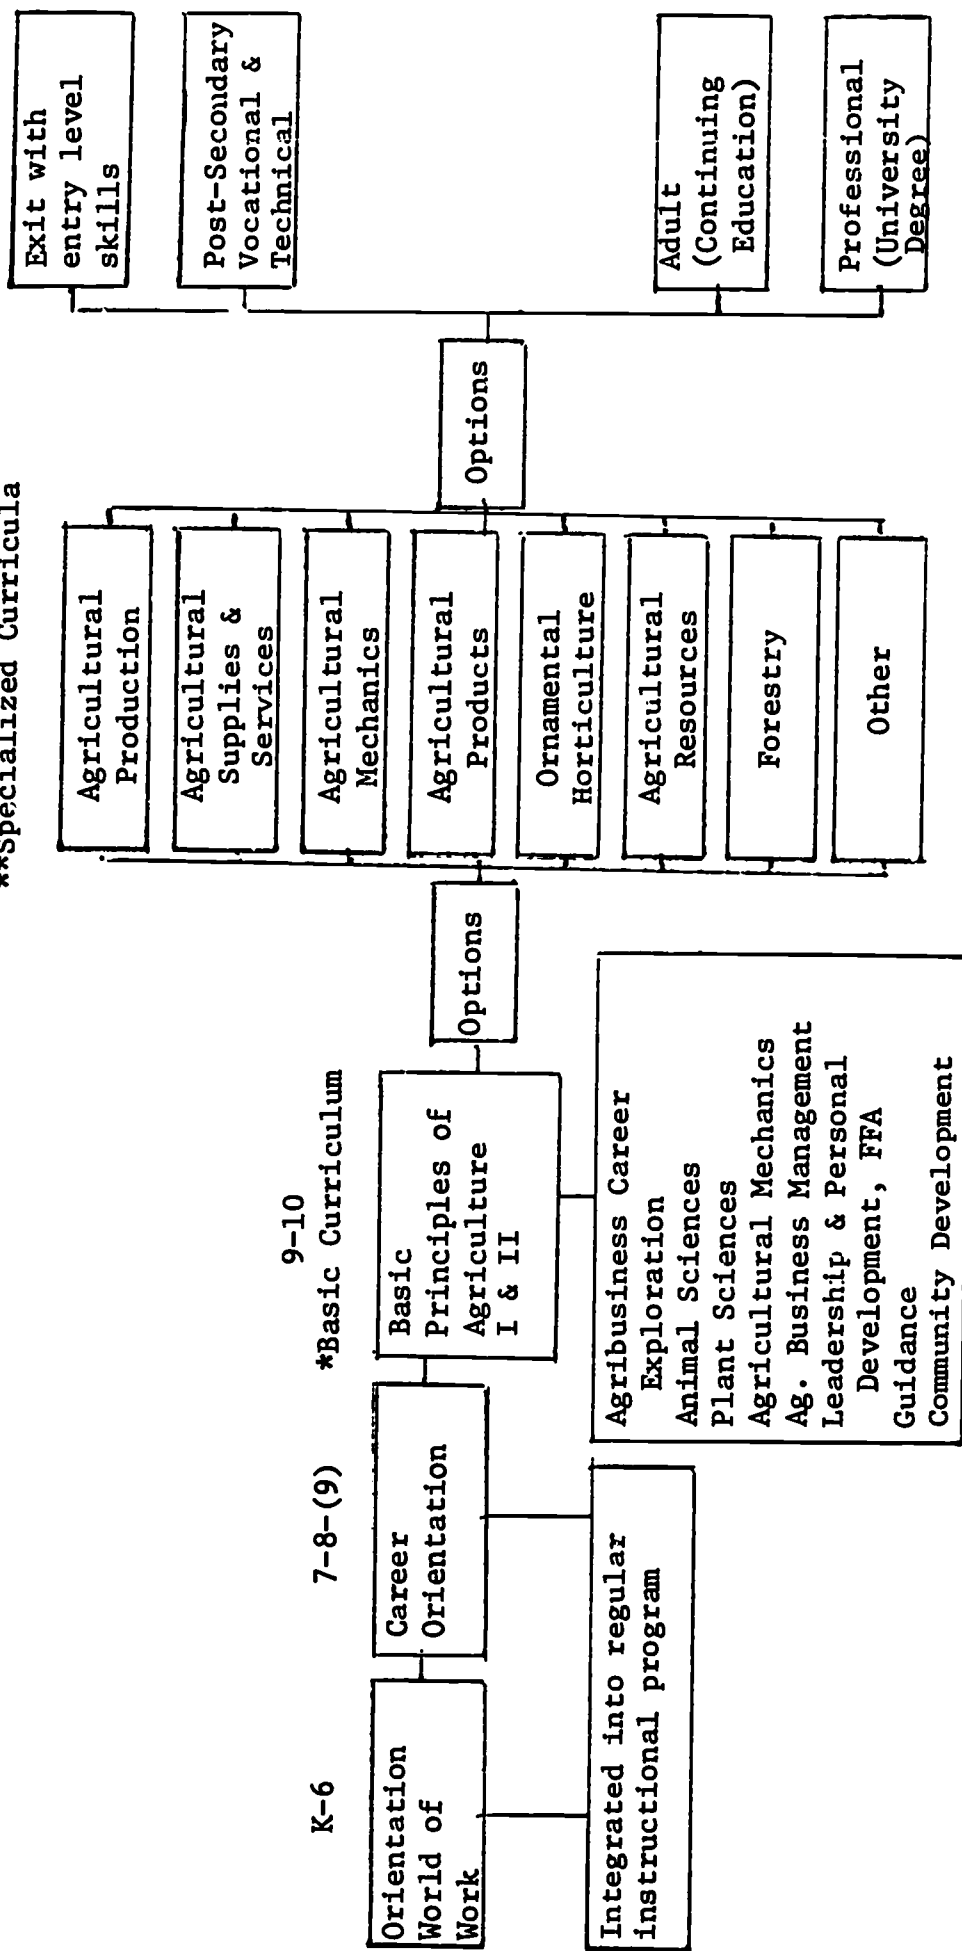 K-6
Orientation
World of
Work
7-8-(9)
Career
Orientation
Integrated into regular
instructional program
9-10
*Basic Curriculum
Basic
Principles of
Agriculture
I & II
Agribusiness Career
Exploration
Animal Sciences
Plant Sciences
Agricultural Mechanics
Ag. Business Management
Leadership & Personal
Development, FFA
Guidance
Community Development
Options
**Specialized Curricula
Agricultural
Production
Agricultural
Supplies &
Services
Agricultural
Mechanics
Agricultural
Products
Ornamental
Horticulture
Agricultural
Resources
Forestry
Other
Options
Exit with
entry level
skills
Post-Secondary
Vocational &
Technical
Adult
(Continuing
Education)
Professional
(University
Degree)